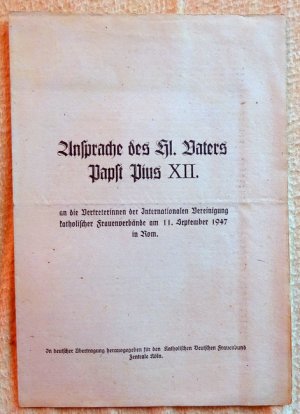 Ansprache des Hl. Vaters
Papst Pius XII.
an die Vertreterinnen der Internationalen Vereinigung
katholischer Frauenverbände am 11. September 1947
in Rom.
In deutscher Übertragung herausgegeben für den Katholischen Deutschen Frauenbund
Zentrale Köln.